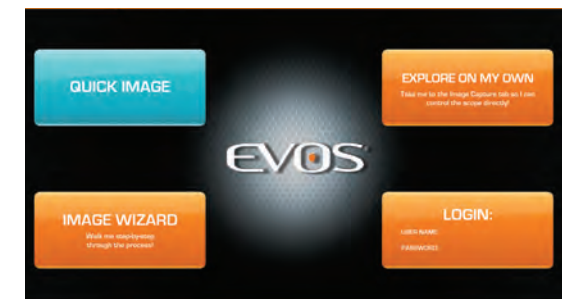 QUICK IMAGE
EXPLORE ON MY OWN
Take me to the Image Capture tab so I can
control the scope directly!
EVOS
IMAGE WIZARD
Walk me step-by-step
through the process!
LOGIN:
USER NAME:
PASSWORD: